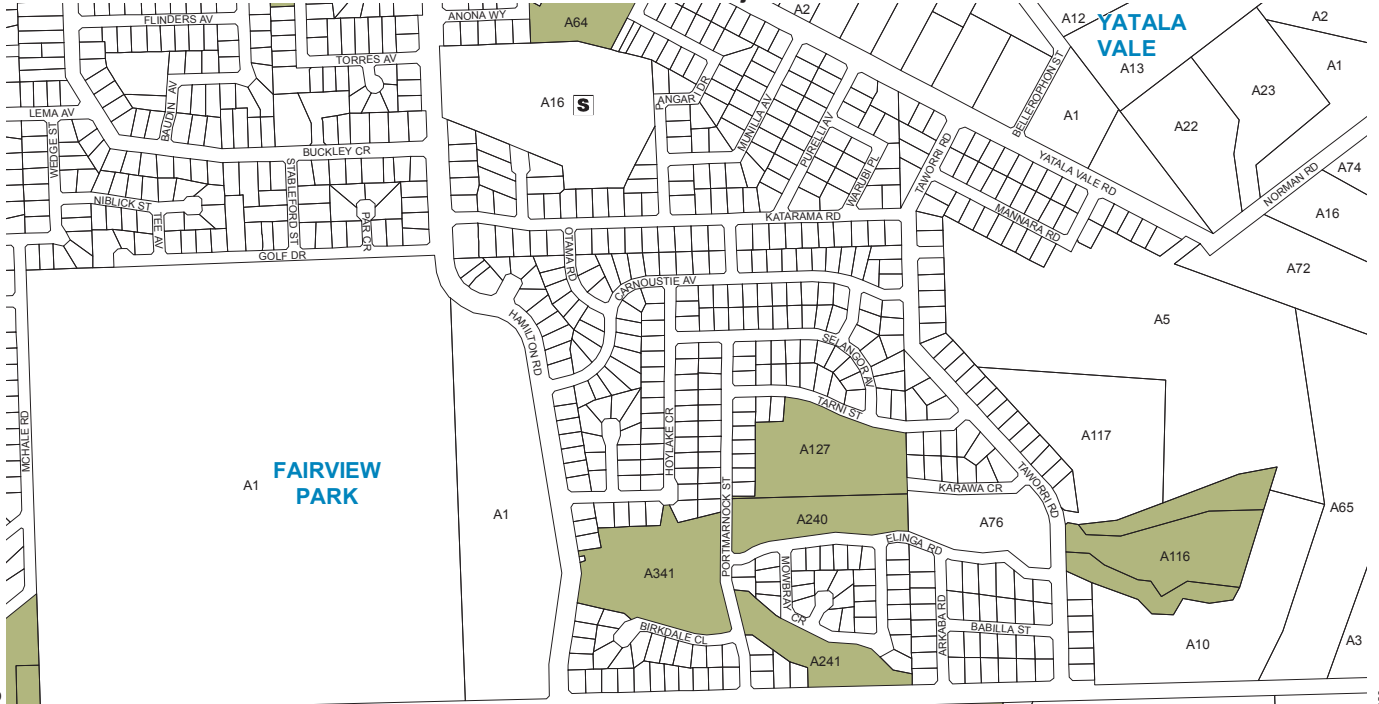 ANONA WY
A64
A2
A12
YATALA
VALE
A2
FLINDERS AV
A13
A1
TORRES AV
A23
A16
S
PANGAR DR
BAUDIN AV
LEMA AV
WEDGE ST
MUNILLA AV
PURELLI AV
BELLEROPHON ST
A1
A22
BUCKLEY CR
STABLEFORD ST
WARUBI PL
TAWORRI RD
YATALA VALE RD
NORMAN RD
A74
NIBLICK ST
TEE AV
PAR CR
KATARAMA RD
MANNARA RD
A16
GOLF DR
OTAMA RD
CARNOUSTIE AV
A72
HAMILTON RD
SELANGOR AV
A5
MCHALE RD
HOYLAKE CR
TARNI ST
A127
A117
FAIRVIEW
PARK
A1
A1
KARAWA CR
TAWORRI RD
PORTMARNOCK ST
A240
A76
A65
ELINGA RD
A116
A341
MOWBRAY CR
ARKABA RD
BIRKDALE CL
BABILLA ST
A10
A3
A241